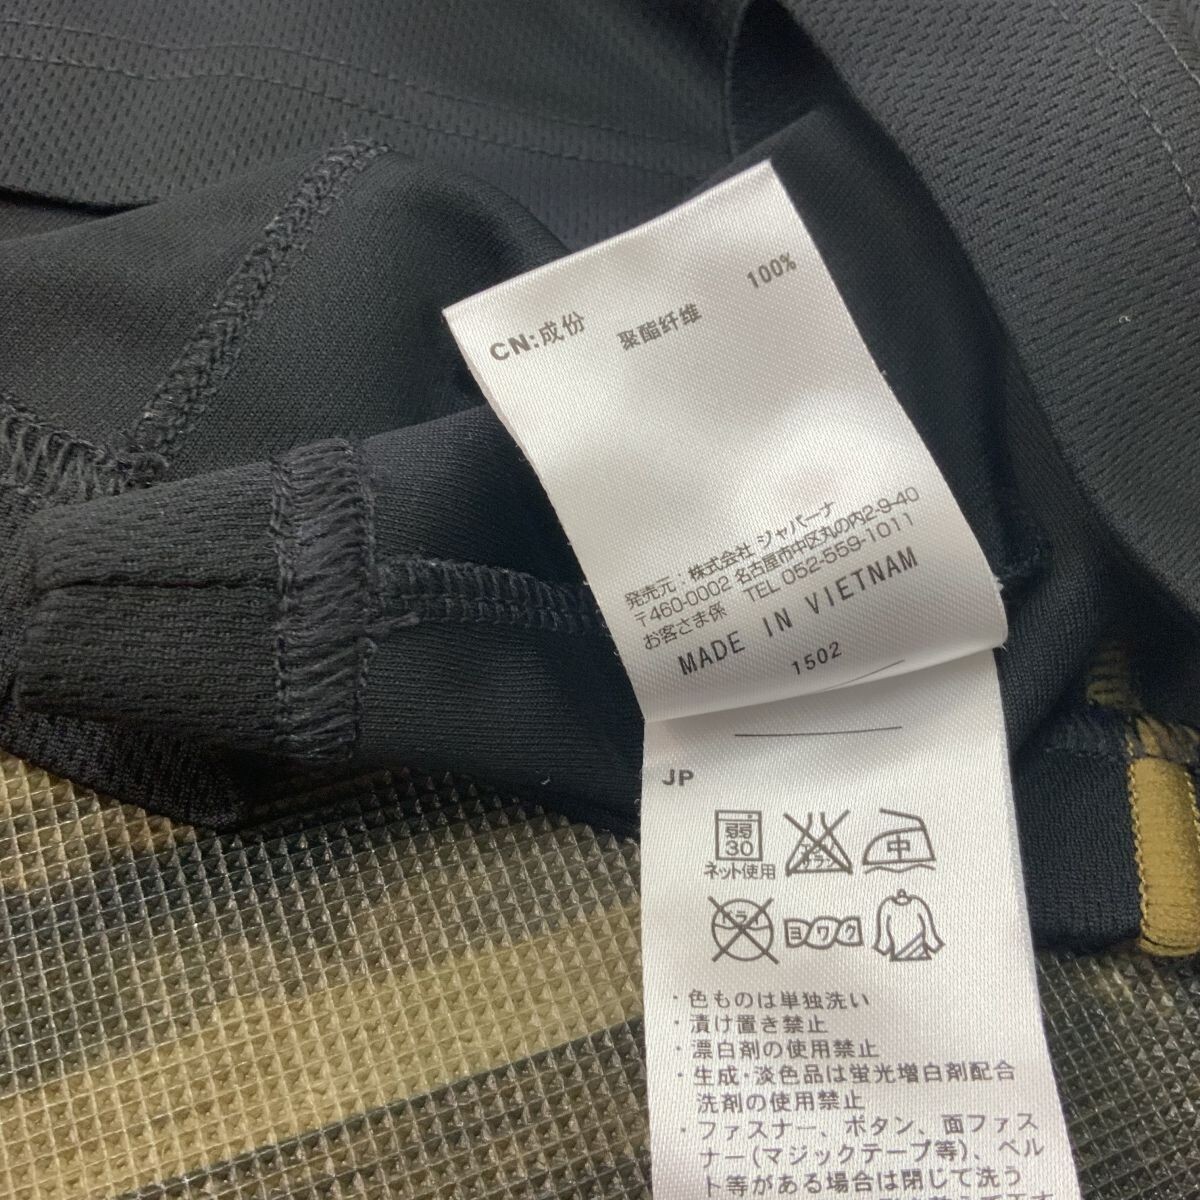 CN:成份
聚酯纤维 100%
発売元：株式会社 ジャパーナ
〒460-0002 名古屋市中区丸の内2-9-40
お客さま係 TEL 052-559-1011
MADE IN VIETNAM
1502
JP
弱
30
中
ネット使用
ドライ
ヨワク
・色ものは単独洗い
・漬け置き禁止
・漂白剤の使用禁止
・生成・淡色品は蛍光増白剤配合
洗剤の使用禁止
・ファスナー、ボタン、面ファス
ナー(マジックテープ等)、ベル
ト等がある場合は閉じて洗う